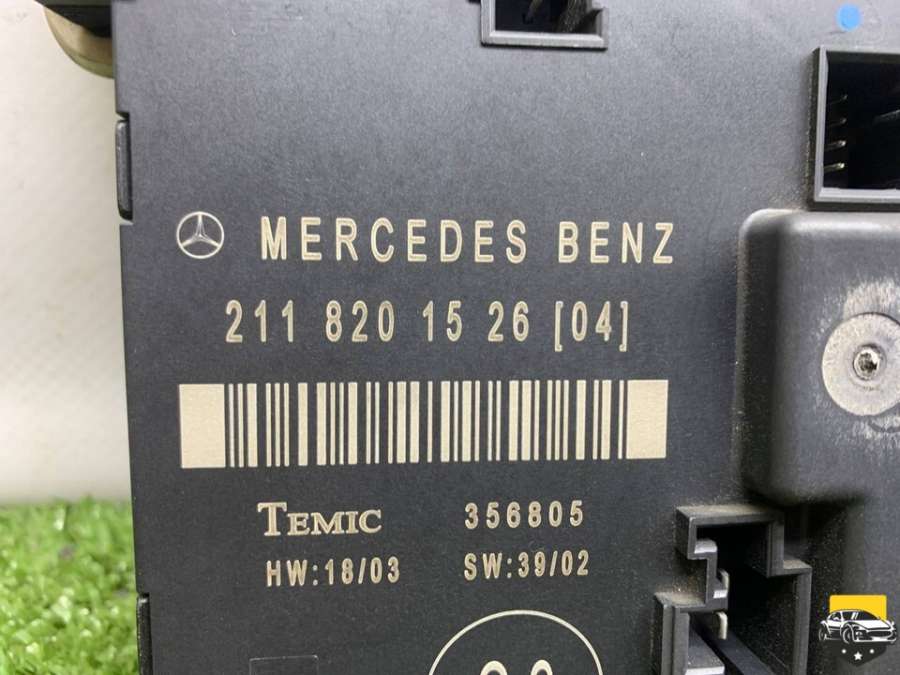 MERCEDES BENZ
211 820 15 26 [04]
TEMIC 356805
HW:18/03 SW:39/02